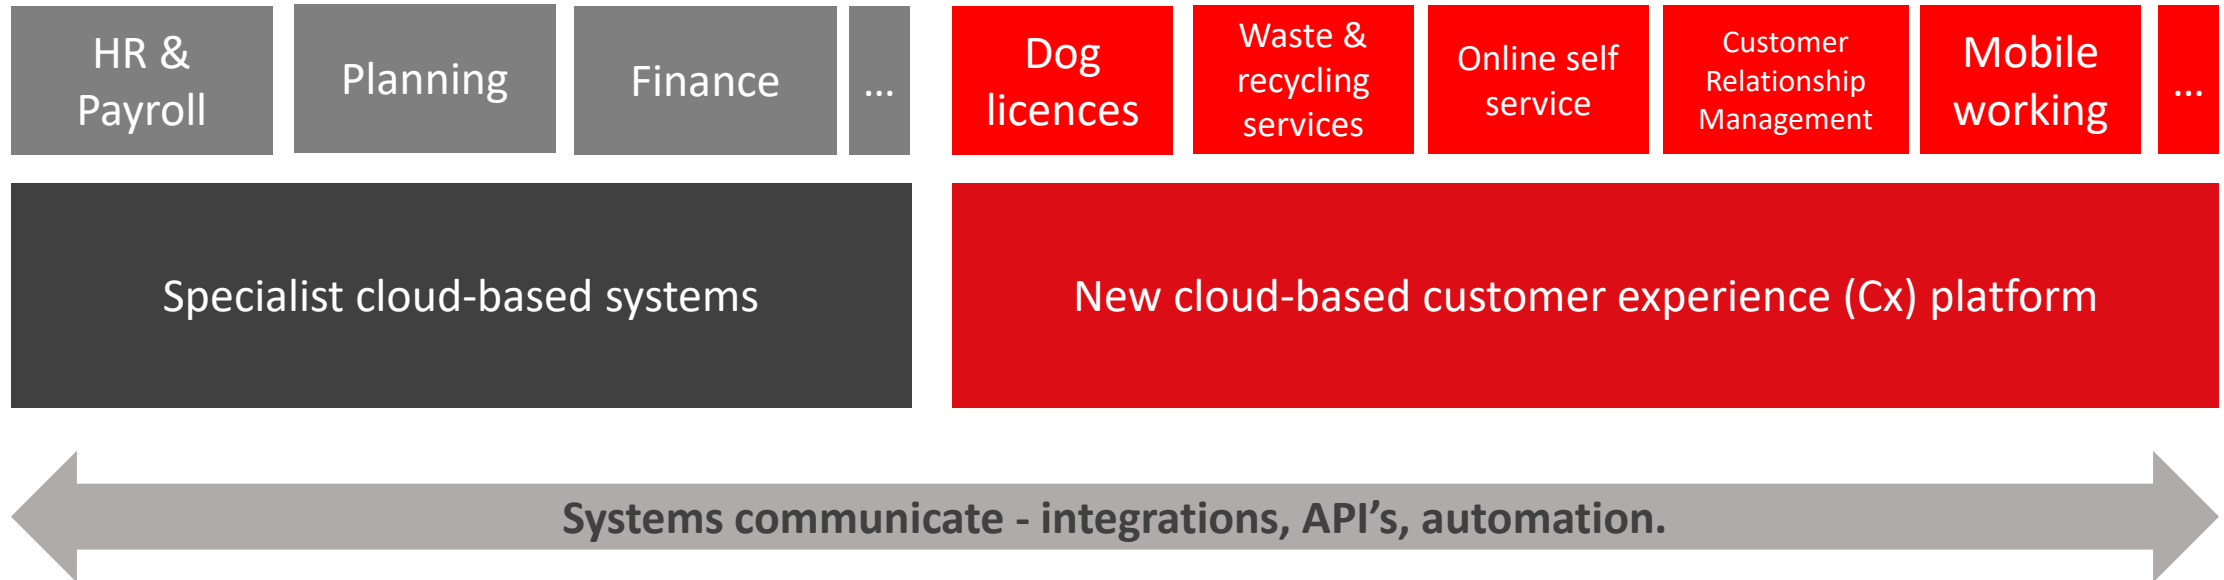 HR &
Payroll
Planning
Finance
...
Dog
licences
Waste &
recycling
services
Online self
service
Customer
Relationship
Management
Mobile
working
...
Specialist cloud-based systems
New cloud-based customer experience (Cx) platform
Systems communicate - integrations, API’s, automation.